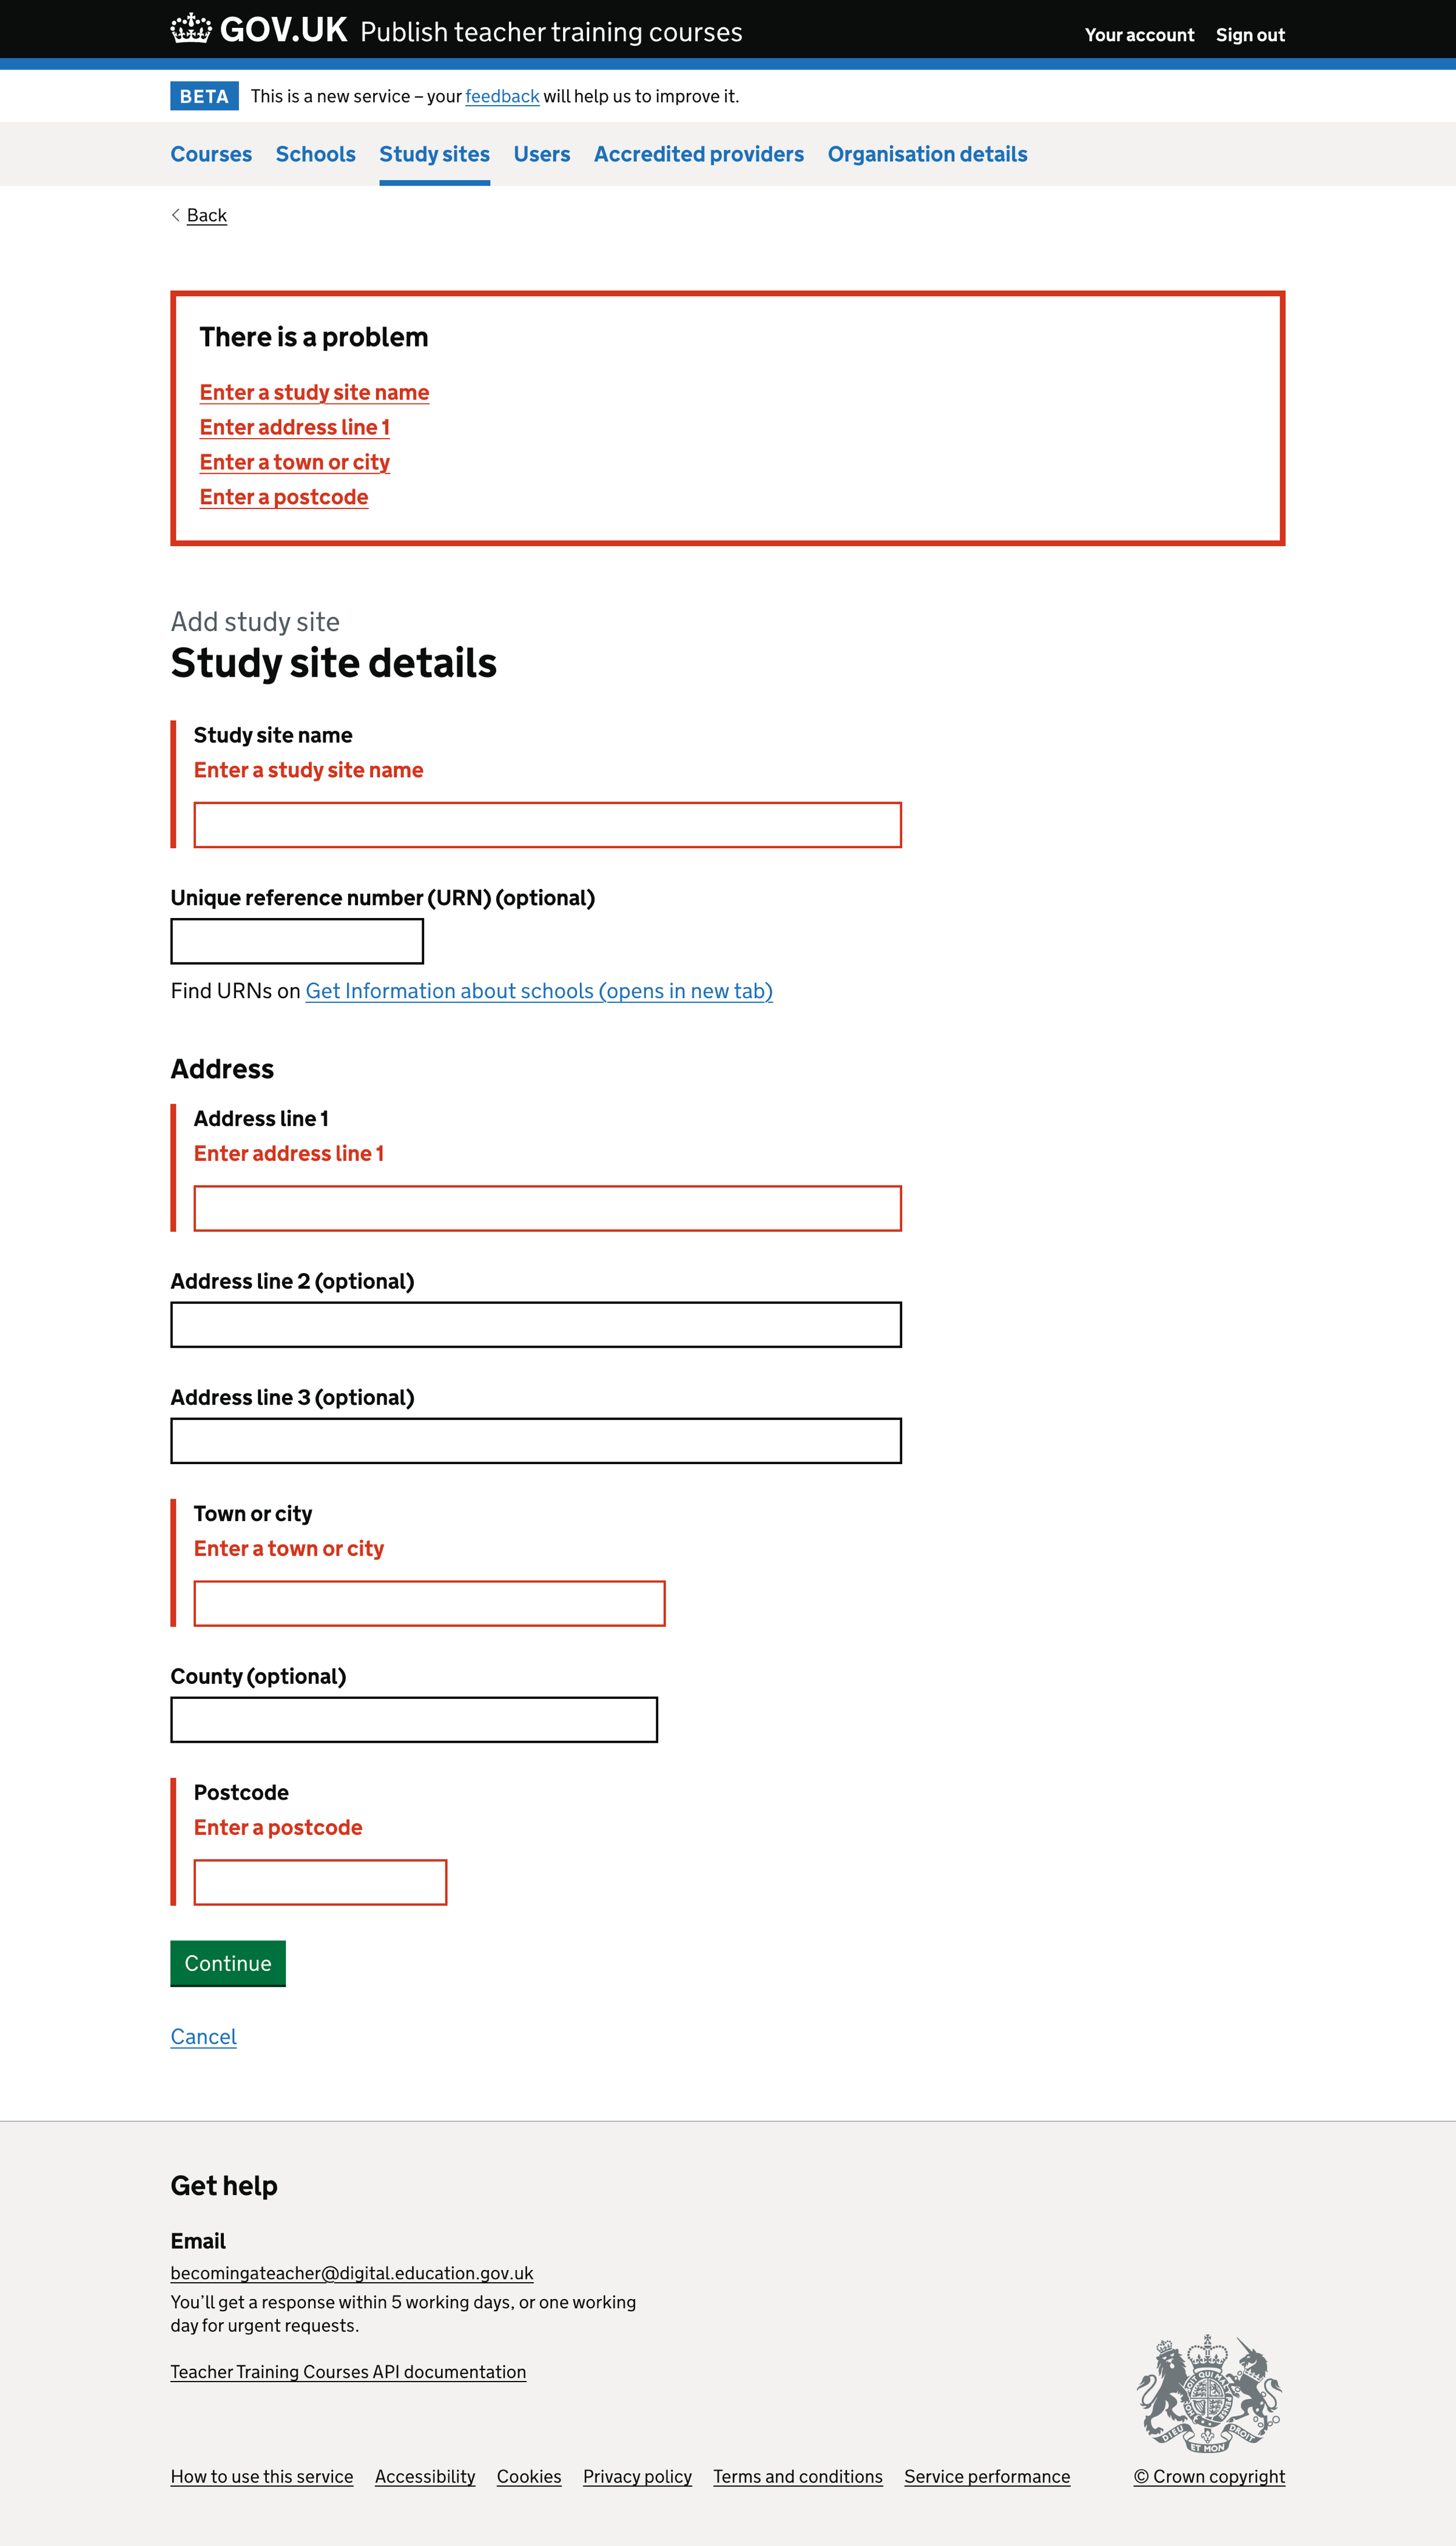 GOV.UK Publish teacher training courses
Your account Sign out
BETA This is a new service – your feedback will help us to improve it.
Courses Schools Study sites Users Accredited providers Organisation details
Back
There is a problem
Enter a study site name
Enter address line 1
Enter a town or city
Enter a postcode
Add study site
Study site details
Study site name
Enter a study site name
Unique reference number (URN) (optional)
Find URNs on Get Information about schools (opens in new tab)
Address
Address line 1
Enter address line 1
Address line 2 (optional)
Address line 3 (optional)
Town or city
Enter a town or city
County (optional)
Postcode
Enter a postcode
Continue
Cancel
Get help
Email
becomingateacher@digital.education.gov.uk
You’ll get a response within 5 working days, or one working
day for urgent requests.
Teacher Training Courses API documentation
DIEU ET MON DROIT
How to use this service Accessibility Cookies Privacy policy Terms and conditions Service performance
© Crown copyright